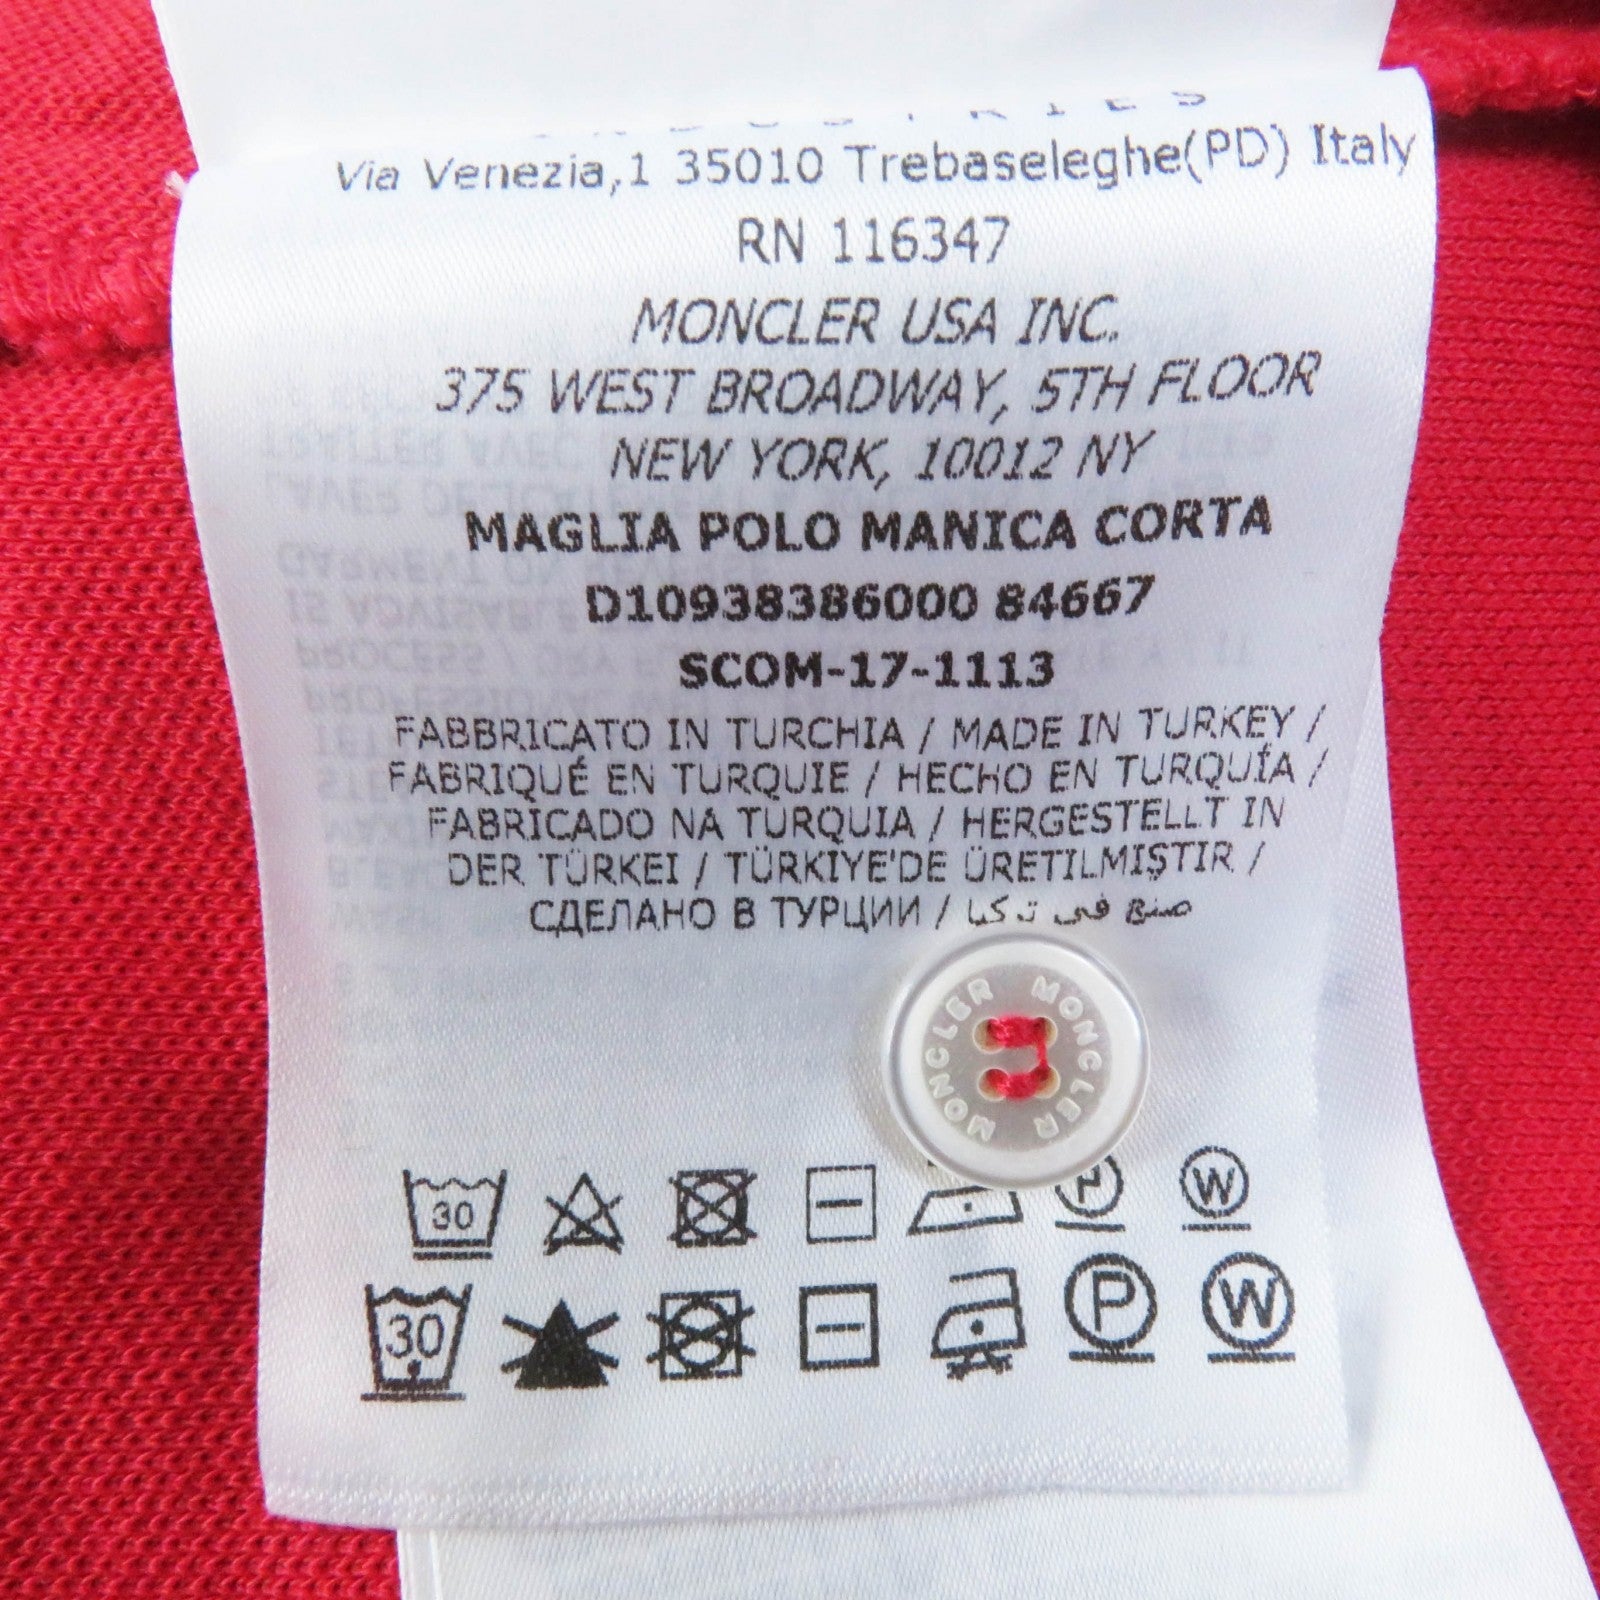 Via Venezia,1 35010 Trebaseleghe(PD) Italy
RN 116347
MONCLER USA INC.
375 WEST BROADWAY, 5TH FLOOR
NEW YORK, 10012 NY
MAGLIA POLO MANICA CORTA
D10938386000 84667
SCOM-17-1113
FABBRICATO IN TURCHIA / MADE IN TURKEY /
FABRIQUÉ EN TURQUIE / HECHO EN TURQUÍA /
FABRICADO NA TURQUIA / HERGESTELLT IN
DER TÜRKEI / TÜRKIYE'DE ÜRETILMIŞTIR /
СДЕЛАНО В ТУРЦИИ / صنع في تركيا
MONCLER MONCLER
30 P W
30 P W